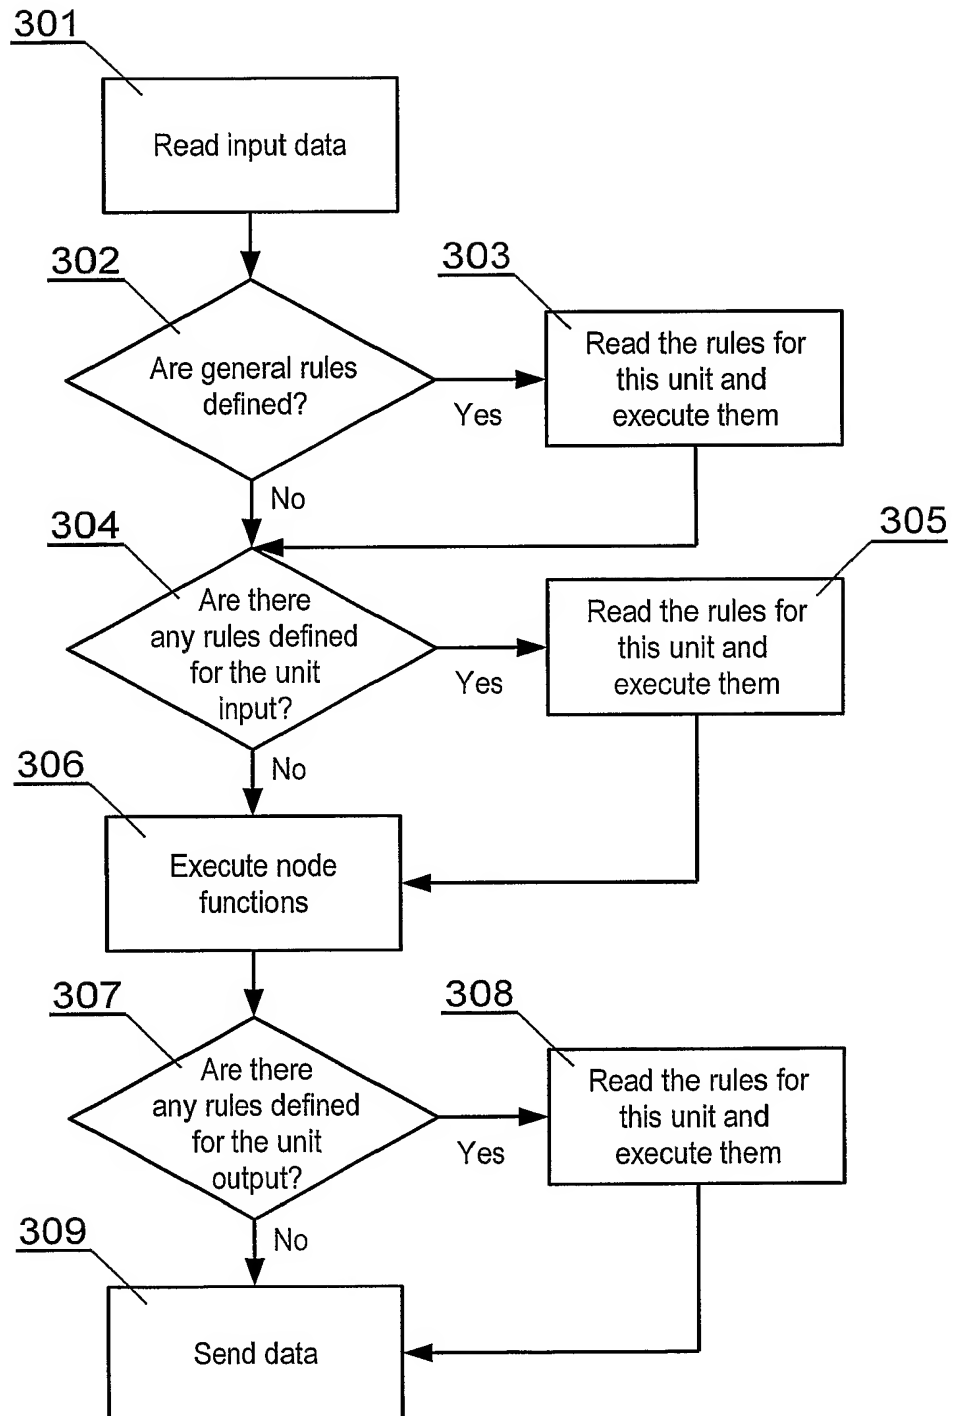 301
Read input data
302
Are general rules
defined?
Yes
No
303
Read the rules for
this unit and
execute them
304
Are there
any rules defined
for the unit
input?
Yes
No
305
Read the rules for
this unit and
execute them
306
Execute node
functions
307
Are there
any rules defined
for the unit
output?
Yes
No
308
Read the rules for
this unit and
execute them
309
Send data